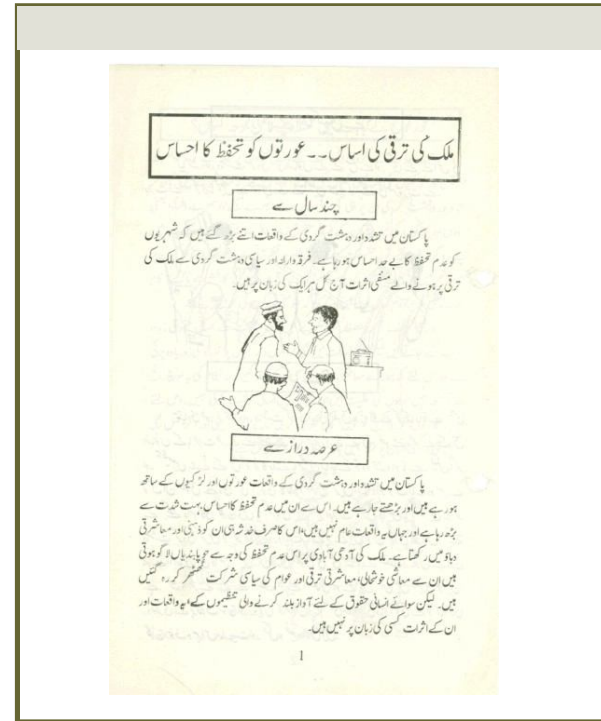 ملک کی ترقی کی اساس ۔۔ عورتوں کو تحفظ کا احساس
چند سال سے
پاکستان میں تشدد اور دہشت گردی کے واقعات اتنے بڑھ گئے ہیں کہ شہریوں
کو عدم تحفظ کا بے حد احساس ہو رہا ہے۔ فرقہ وارانہ اور سیاسی دہشت گردی سے ملک کی
ترقی پر ہونے والے منفی اثرات آج کل ہر ایک کی زبان پر ہیں۔
عرصہ دراز سے
پاکستان میں تشدد اور دہشت گردی کے واقعات عورتوں اور لڑکیوں کے ساتھ
ہو رہے ہیں اور بڑھتے جا رہے ہیں۔ اس سے ان میں عدم تحفظ کا احساس بہت شدت سے
بڑھ رہا ہے اور جہاں یہ واقعات عام نہیں ہیں، اس کا صرف خدشہ ہی ان کو ذہنی اور معاشرتی
دباؤ میں رکھتا ہے۔ ملک کی آدھی آبادی پر اس عدم تحفظ کی وجہ سے جو پابندیاں لاگو ہوتی
ہیں ان سے معاشی خوشحالی، معاشرتی ترقی اور عوام کی سیاسی شرکت ٹھٹھر کر رہ گئیں
ہیں۔ لیکن سوائے انسانی حقوق کے لئے آواز بلند کرنے والی تنظیموں کے، یہ واقعات اور
ان کے اثرات کسی کی زبان پر نہیں ہیں۔
1